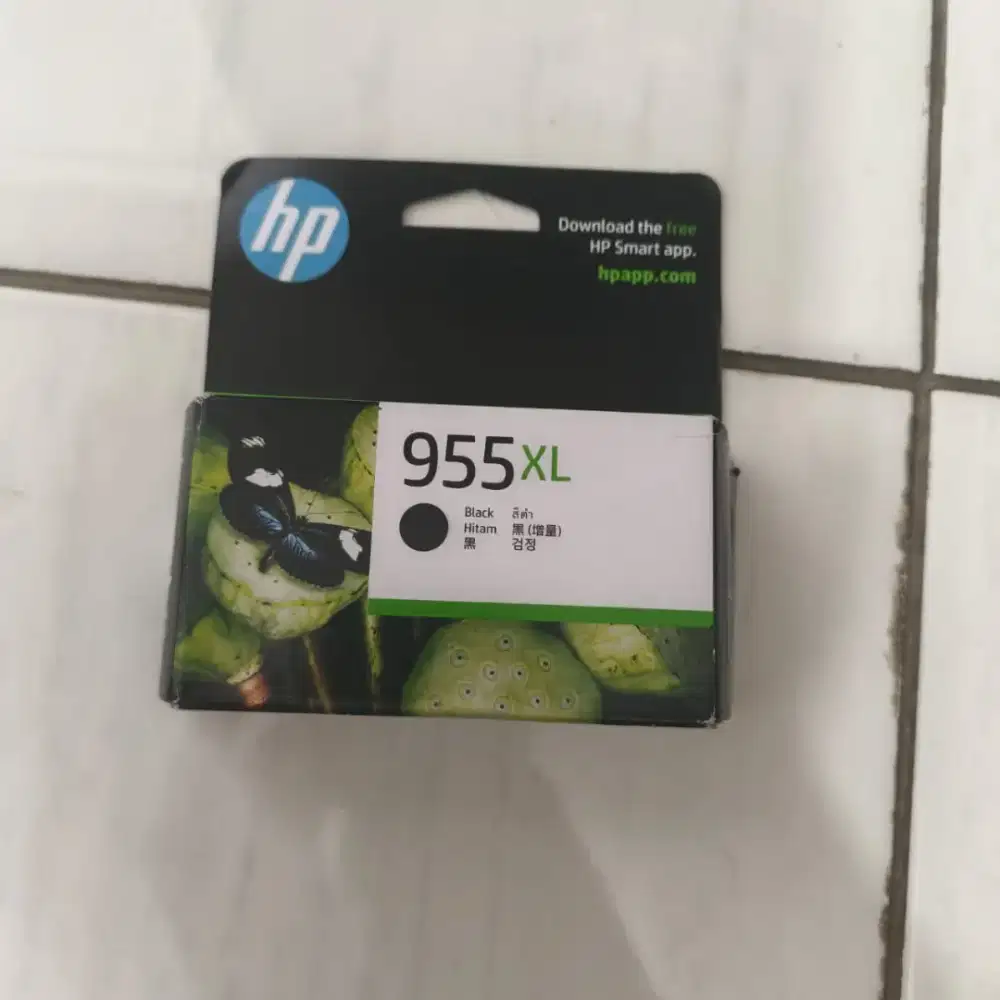 hp
Download the free
HP Smart app.
hpapp.com
955XL
Black สีดำ
Hitam 黑 (增量)
黑 검정